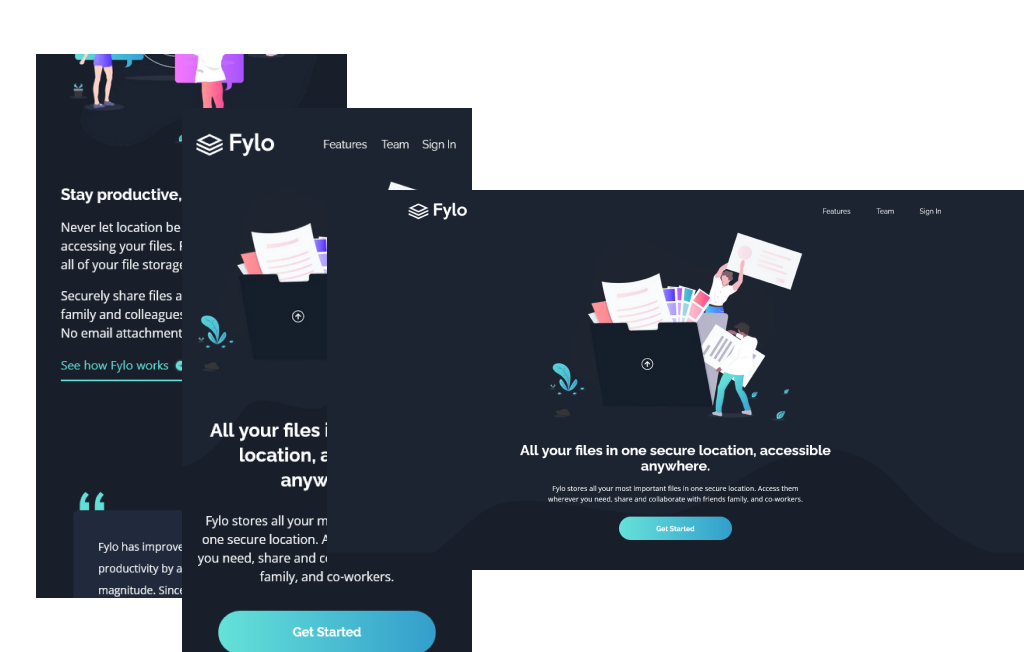 Stay productive,
Never let location be
accessing your files.
all of your file storage
Securely share files a
family and colleagues
No email attachment
See how Fylo works
Fylo has improve
productivity by a
magnitude. Since
Fylo
Features Team Sign In
All your files i
location, a
anyw
Fylo stores all your m
one secure location. A
you need, share and co
family, and co-workers.
Get Started
Fylo
Features Team Sign In
All your files in one secure location, accessible
anywhere.
Fylo stores all your most important files in one secure location. Access them
wherever you need, share and collaborate with friends family, and co-workers.
Get Started